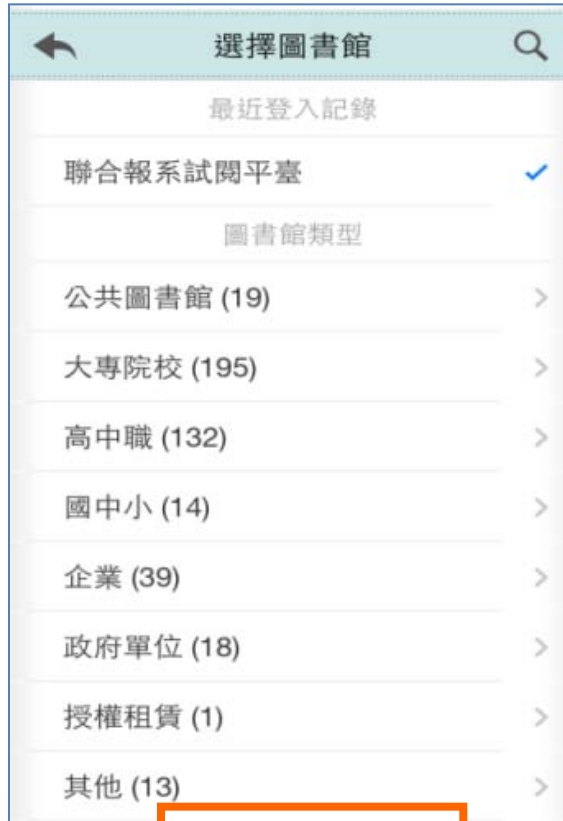 選擇圖書館
最近登入記錄
聯合報系試閱平臺
圖書館類型
公共圖書館 (19)
大專院校 (195)
高中職 (132)
國中小 (14)
企業 (39)
政府單位 (18)
授權租賃 (1)
其他 (13)